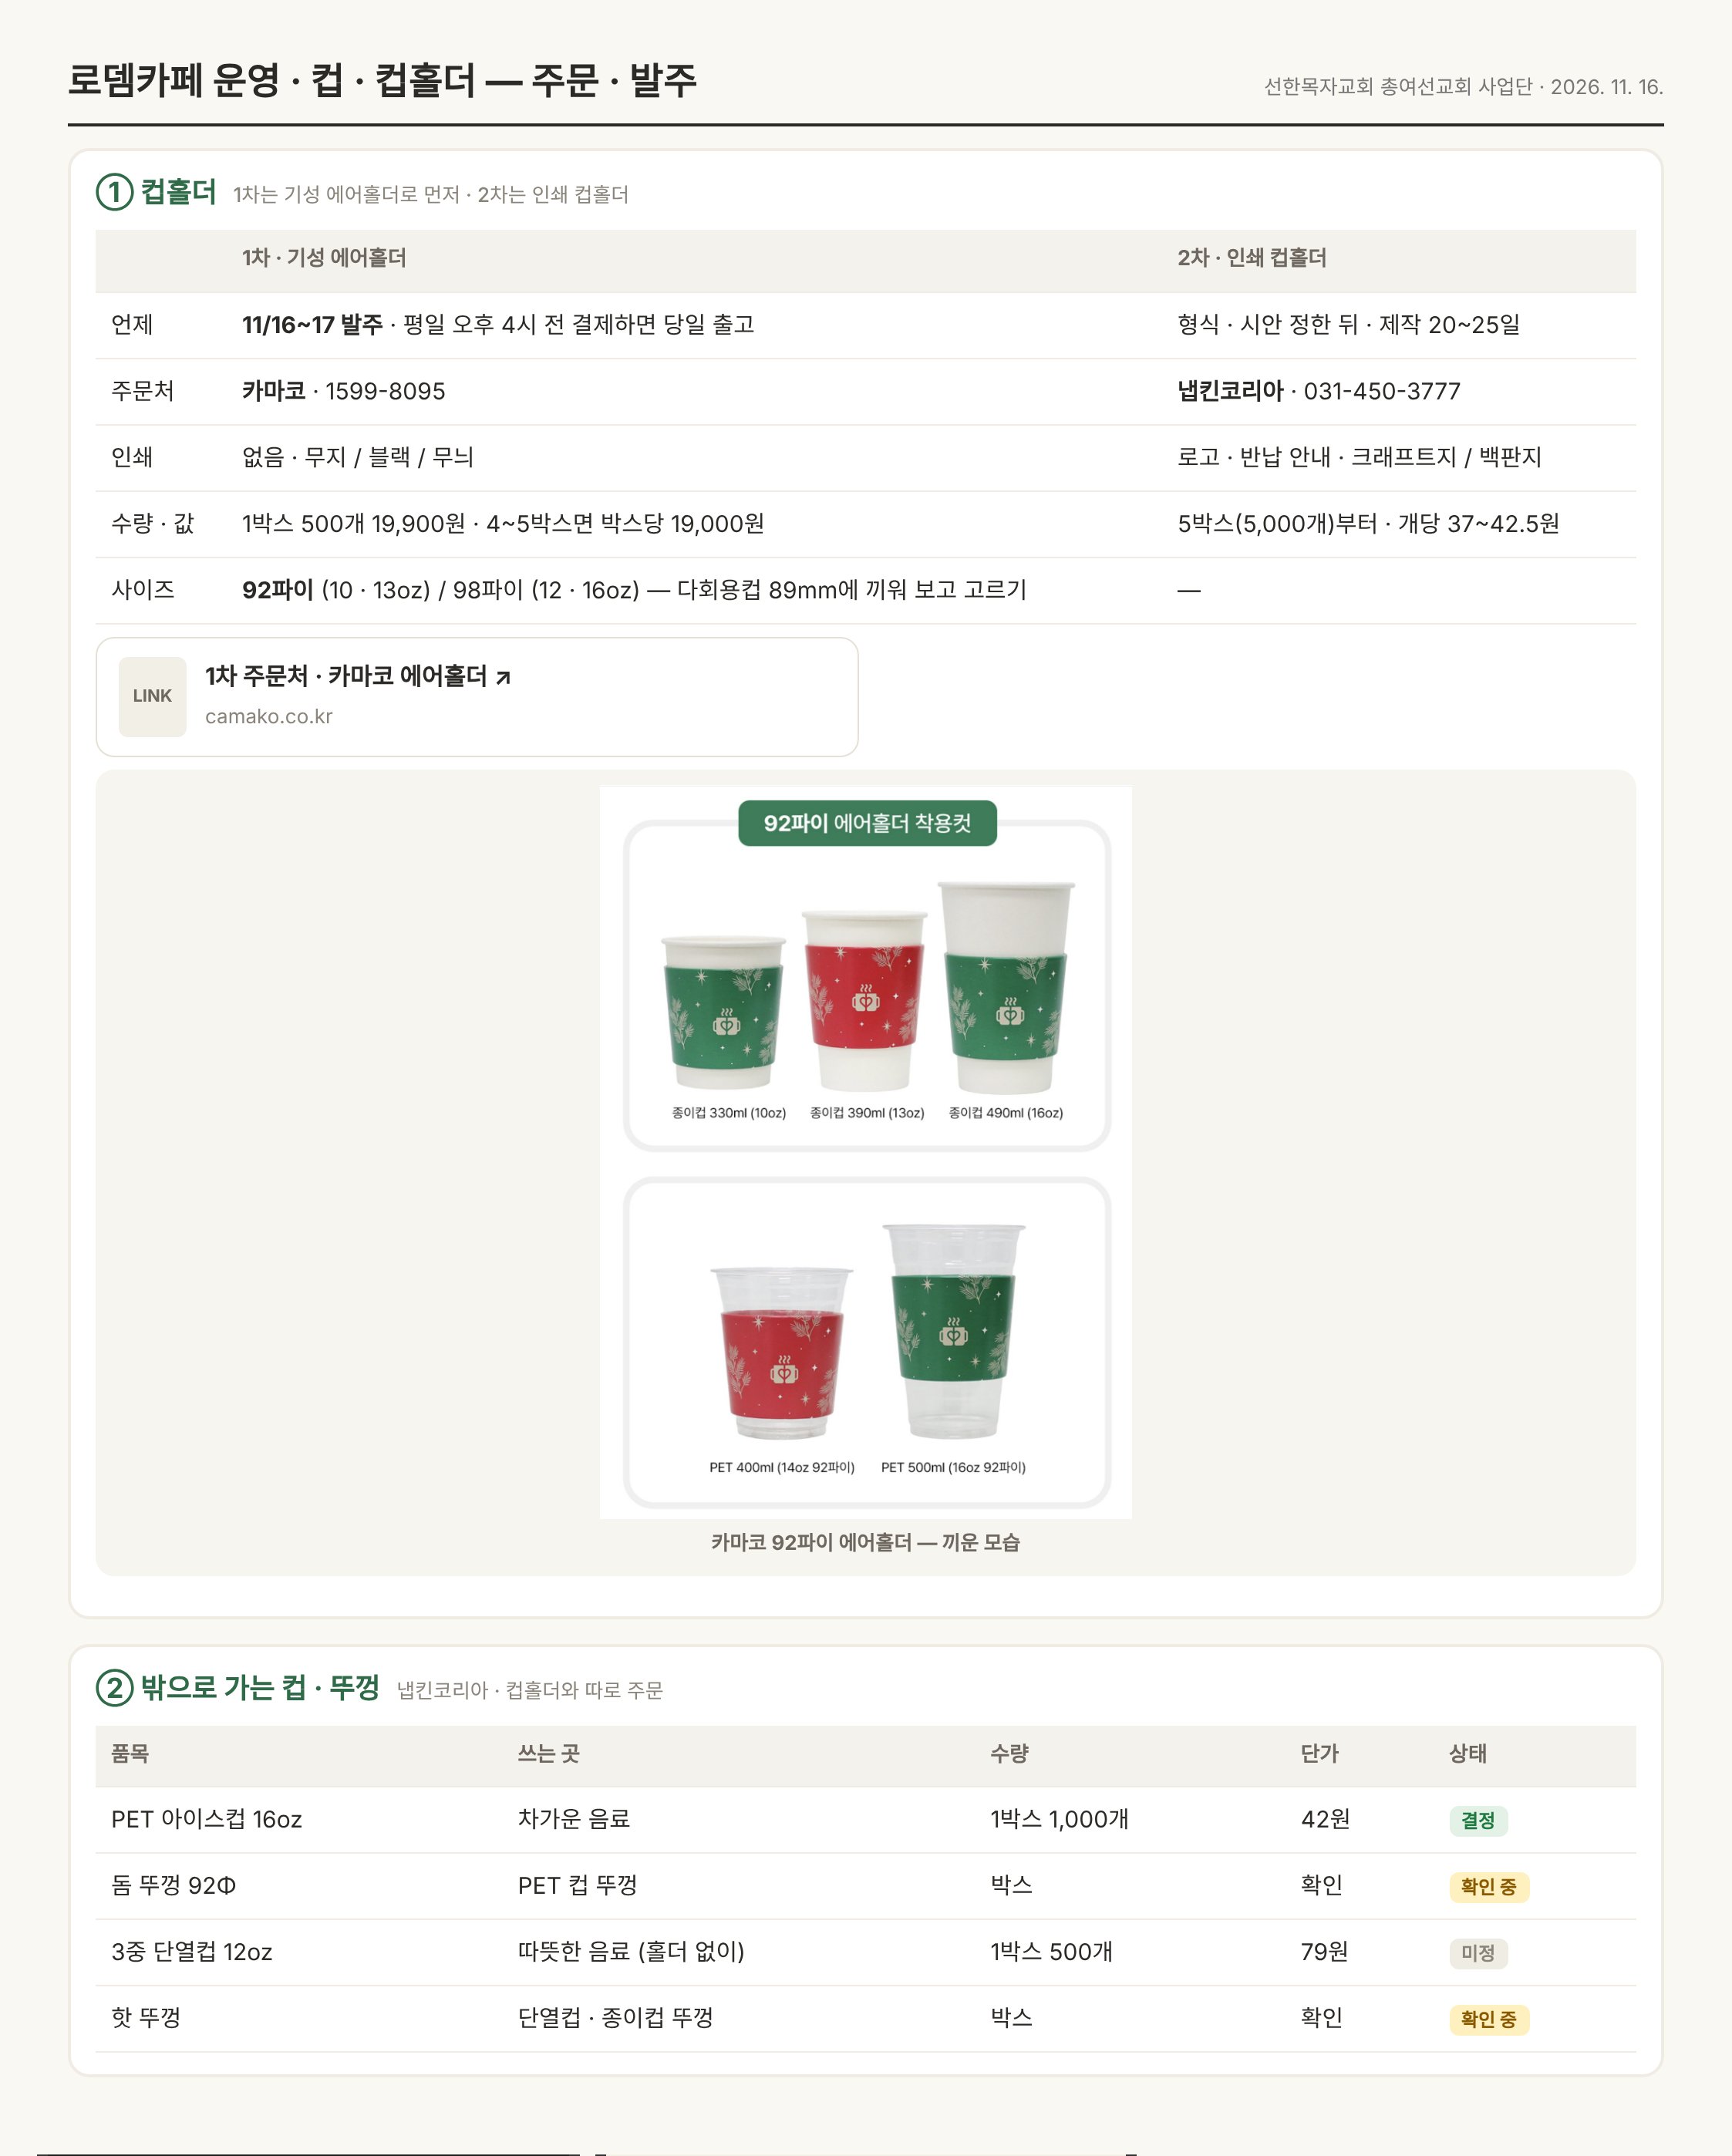 로뎀카페 운영 · 컵 · 컵홀더 — 주문 · 발주
선한목자교회 총여선교회 사업단 · 2026. 11. 16.
① 컵홀더 1차는 기성 에어홀더로 먼저 · 2차는 인쇄 컵홀더
1차 · 기성 에어홀더 2차 · 인쇄 컵홀더
언제 11/16~17 발주 · 평일 오후 4시 전 결제하면 당일 출고 형식 · 시안 정한 뒤 · 제작 20~25일
주문처 카마코 · 1599-8095 냅킨코리아 · 031-450-3777
인쇄 없음 · 무지 / 블랙 / 무늬 로고 · 반납 안내 · 크래프트지 / 백판지
수량 · 값 1박스 500개 19,900원 · 4~5박스면 박스당 19,000원 5박스(5,000개)부터 · 개당 37~42.5원
사이즈 92파이 (10 · 13oz) / 98파이 (12 · 16oz) — 다회용컵 89mm에 끼워 보고 고르기 —
LINK
1차 주문처 · 카마코 에어홀더 ↗
camako.co.kr
92파이 에어홀더 착용컷
종이컵 330ml (10oz) 종이컵 390ml (13oz) 종이컵 490ml (16oz)
PET 400ml (14oz 92파이) PET 500ml (16oz 92파이)
카마코 92파이 에어홀더 — 끼운 모습
② 밖으로 가는 컵 · 뚜껑 냅킨코리아 · 컵홀더와 따로 주문
품목 쓰는 곳 수량 단가 상태
PET 아이스컵 16oz 차가운 음료 1박스 1,000개 42원 결정
돔 뚜껑 92Φ PET 컵 뚜껑 박스 확인 확인 중
3중 단열컵 12oz 따뜻한 음료 (홀더 없이) 1박스 500개 79원 미정
핫 뚜껑 단열컵 · 종이컵 뚜껑 박스 확인 확인 중